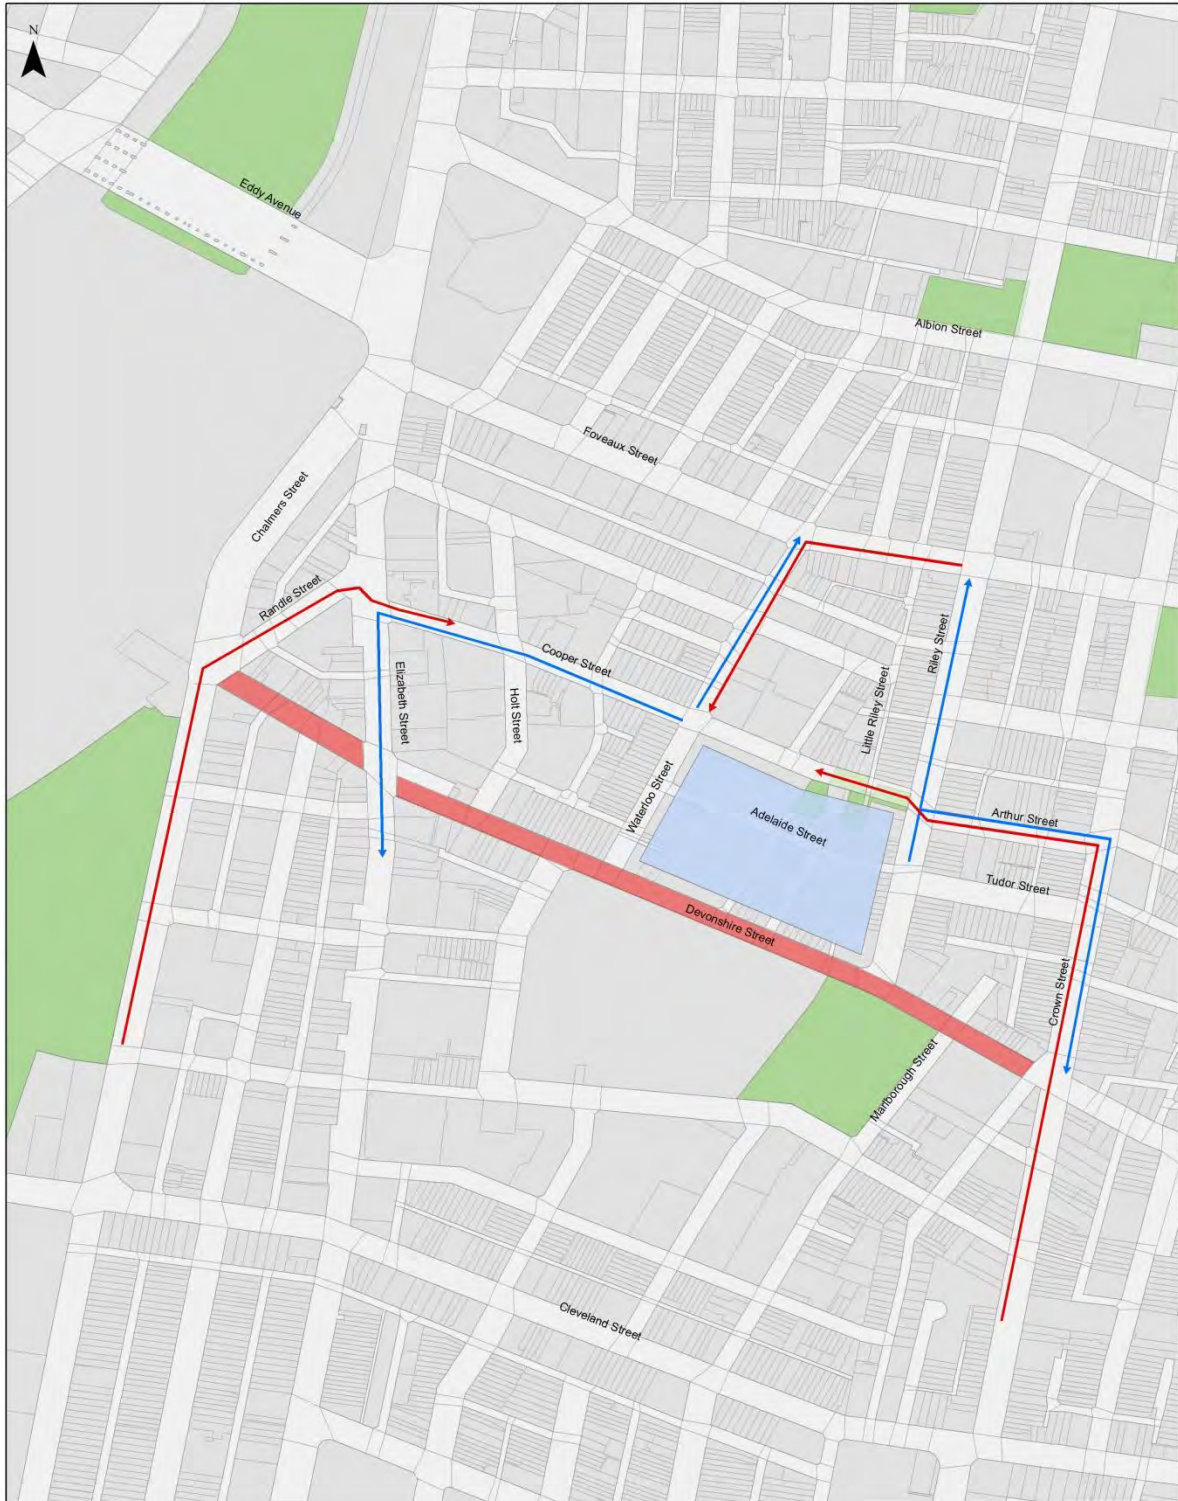 N
Eddy Avenue
Albion Street
Foveaux Street
Chalmers Street
Randle Street
Cooper Street
Riley Street
Elizabeth Street
Holt Street
Little Riley Street
Waterloo Street
Adelaide Street
Arthur Street
Tudor Street
Devonshire Street
Crown Street
Marlborough Street
Cleveland Street